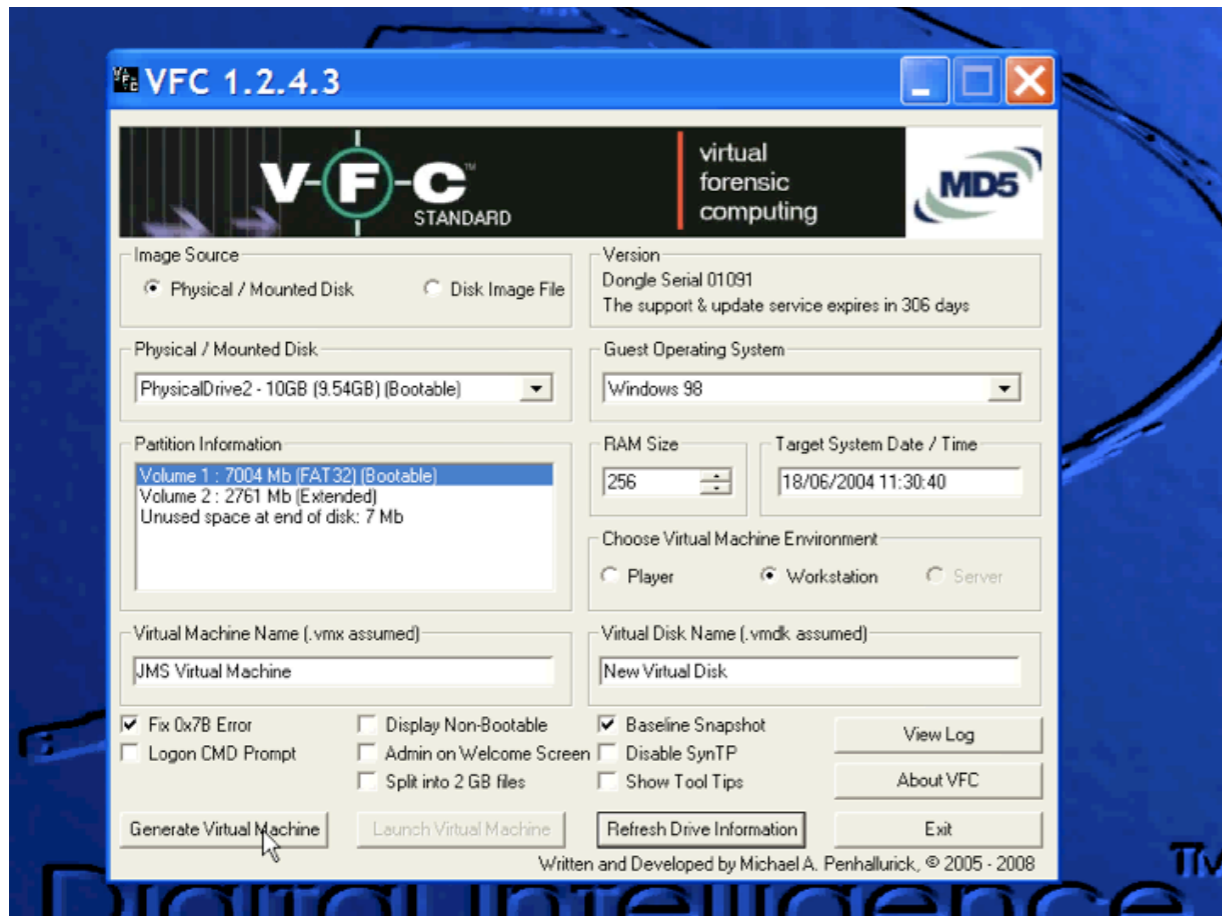 VFC 1.2.4.3
V-F-C™
STANDARD
virtual
forensic
computing
MD5
Image Source
Physical / Mounted Disk
Disk Image File
Version
Dongle Serial 01091
The support & update service expires in 306 days
Physical / Mounted Disk
PhysicalDrive2 - 10GB (9.54GB) (Bootable)
Guest Operating System
Windows 98
Partition Information
Volume 1 : 7004 Mb (FAT32) (Bootable)
Volume 2 : 2761 Mb (Extended)
Unused space at end of disk: 7 Mb
RAM Size
256
Target System Date / Time
18/06/2004 11:30:40
Choose Virtual Machine Environment
Player
Workstation
Server
Virtual Machine Name (.vmx assumed)
JMS Virtual Machine
Virtual Disk Name (.vmdk assumed)
New Virtual Disk
Fix 0x7B Error
Display Non-Bootable
Baseline Snapshot
View Log
Logon CMD Prompt
Admin on Welcome Screen
Disable SynTP
Split into 2 GB files
Show Tool Tips
About VFC
Generate Virtual Machine
Launch Virtual Machine
Refresh Drive Information
Exit
Written and Developed by Michael A. Penhallurick, © 2005 - 2008
Digital Intelligence TM